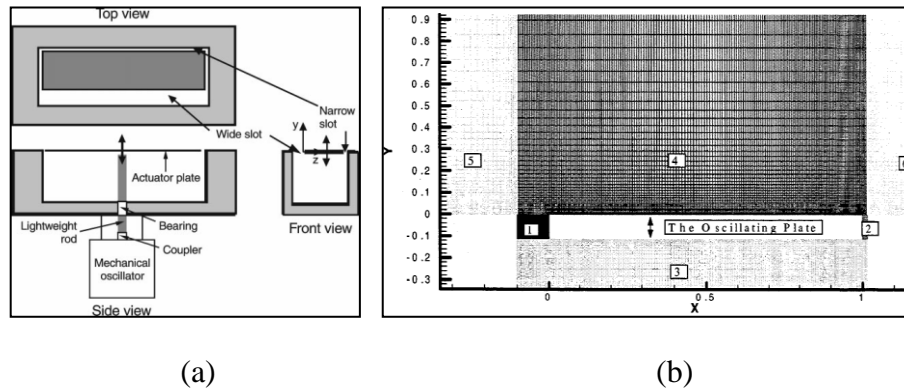 Top view
Narrow
slot
Wide slot
y
z
Actuator plate
Lightweight
rod
Bearing
Coupler
Front view
Mechanical
oscillator
Side view
0.9
0.8
0.7
0.6
0.5
0.4
0.3
0.2
0.1
0
-0.1
-0.2
-0.3
Y
5
4
1
The Oscillating Plate
2
3
0
0.5
1
X
(a)
(b)